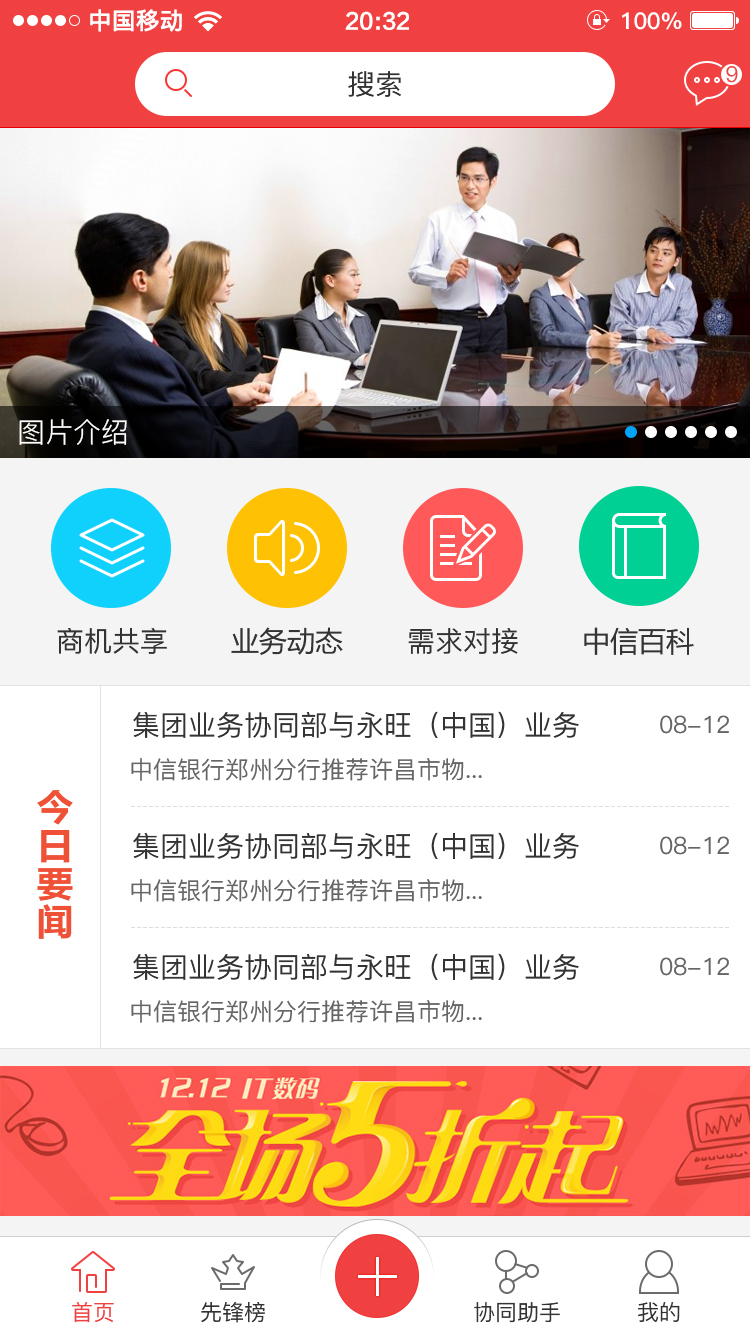 中国移动 20:32 100%
搜索
9
图片介绍
商机共享 业务动态 需求对接 中信百科
今日要闻
集团业务协同部与永旺（中国）业务 08-12
中信银行郑州分行推荐许昌市物...
集团业务协同部与永旺（中国）业务 08-12
中信银行郑州分行推荐许昌市物...
集团业务协同部与永旺（中国）业务 08-12
中信银行郑州分行推荐许昌市物...
12.12 IT数码
全场5折起
首页 先锋榜 协同助手 我的